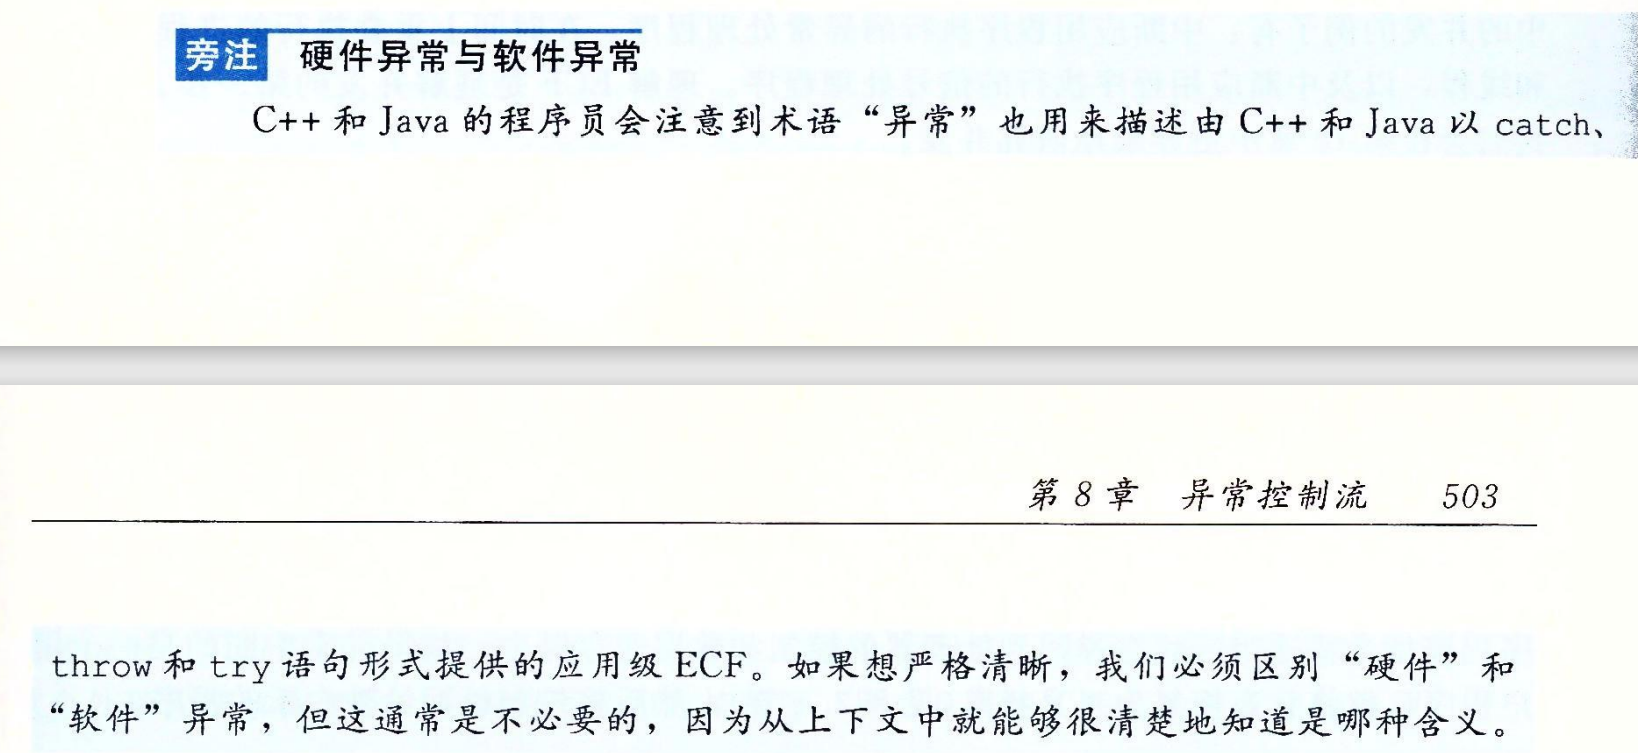 旁注 硬件异常与软件异常
C++ 和 Java 的程序员会注意到术语“异常”也用来描述由 C++ 和 Java 以 catch、
第 8 章 异常控制流 503
throw 和 try 语句形式提供的应用级 ECF。如果想严格清晰，我们必须区别“硬件”和
“软件”异常，但这通常是不必要的，因为从上下文中就能够很清楚地知道是哪种含义。